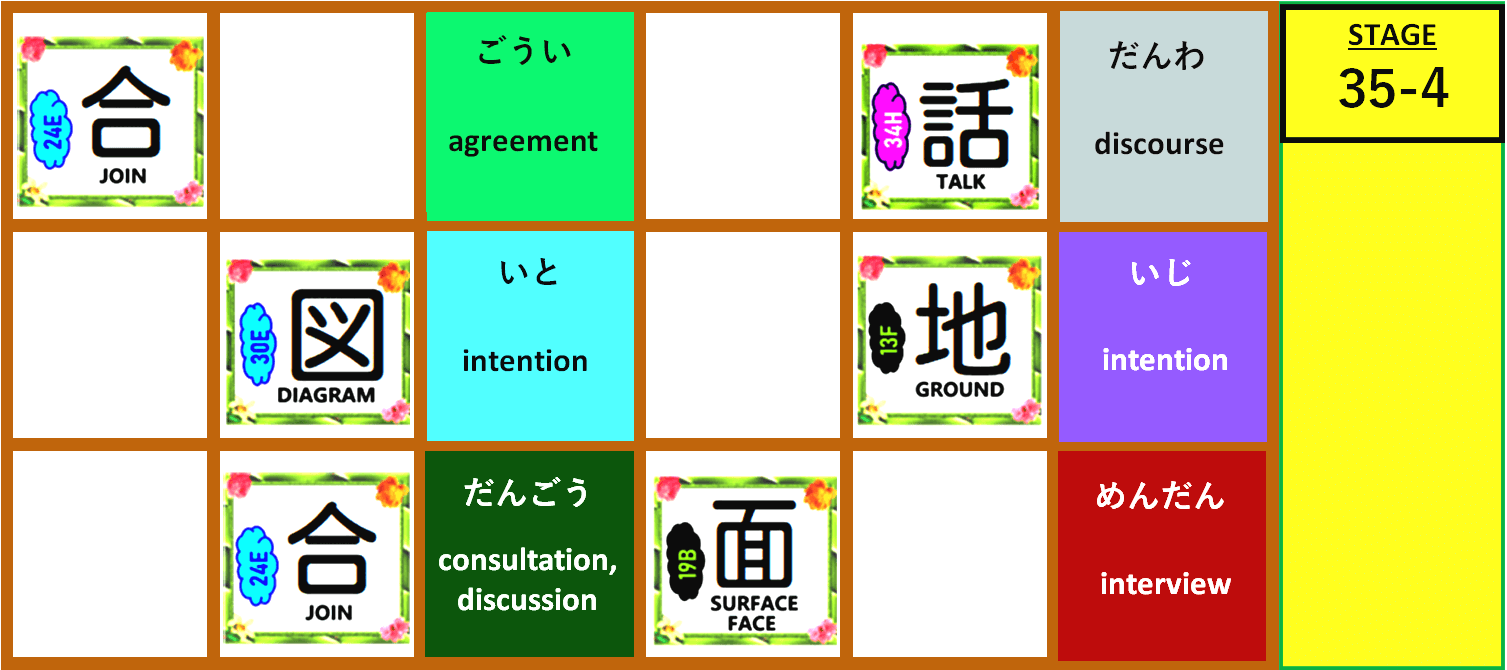 24E
合
JOIN
ごうい
agreement
34H
話
TALK
だんわ
discourse
STAGE
35-4
30E
図
DIAGRAM
いと
intention
13F
地
GROUND
いじ
intention
24E
合
JOIN
だんごう
consultation,
discussion
19B
面
SURFACE
FACE
めんだん
interview